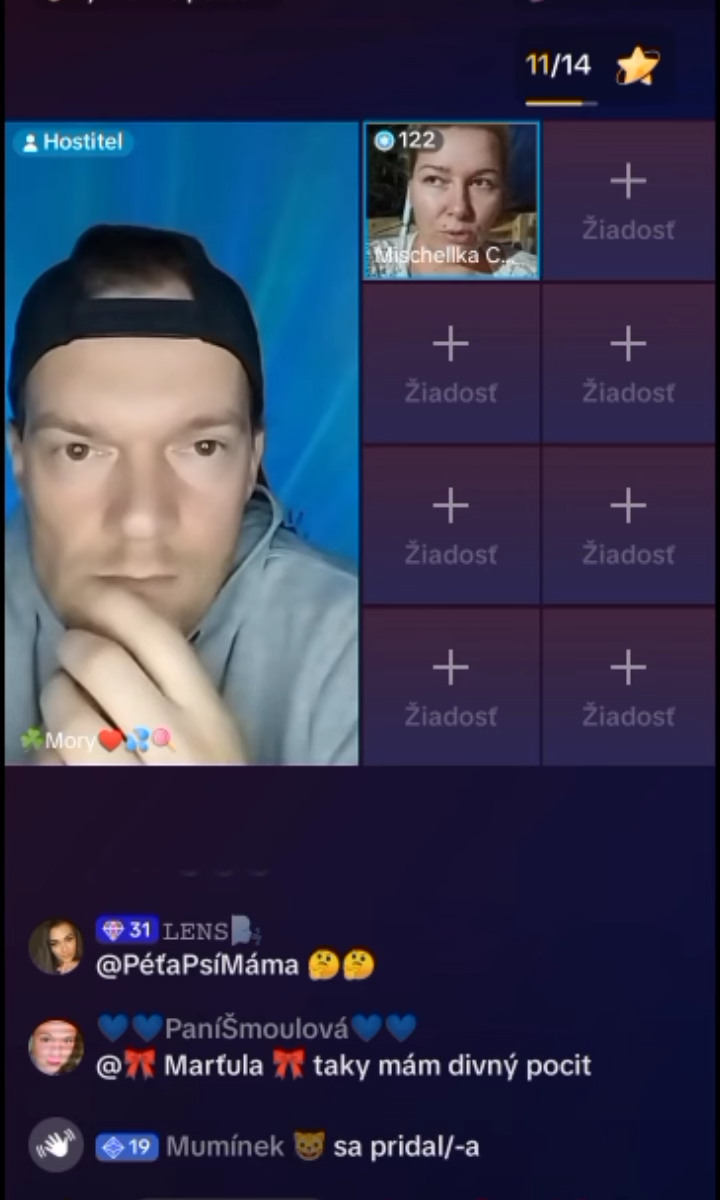 11/14
Hostitel
122
Mischellka C...
Žiadosť
Žiadosť
Žiadosť
Žiadosť
Žiadosť
Žiadosť
Žiadosť
☘️Mory❤️💦🍭
31 LENS🌬️
@PéťaPsíMáma 🤔🤔
💙💙PaníŠmoulová💙💙
@🎀 Marťula 🎀 taky mám divný pocit
19 Mumínek 😺 sa pridal/-a